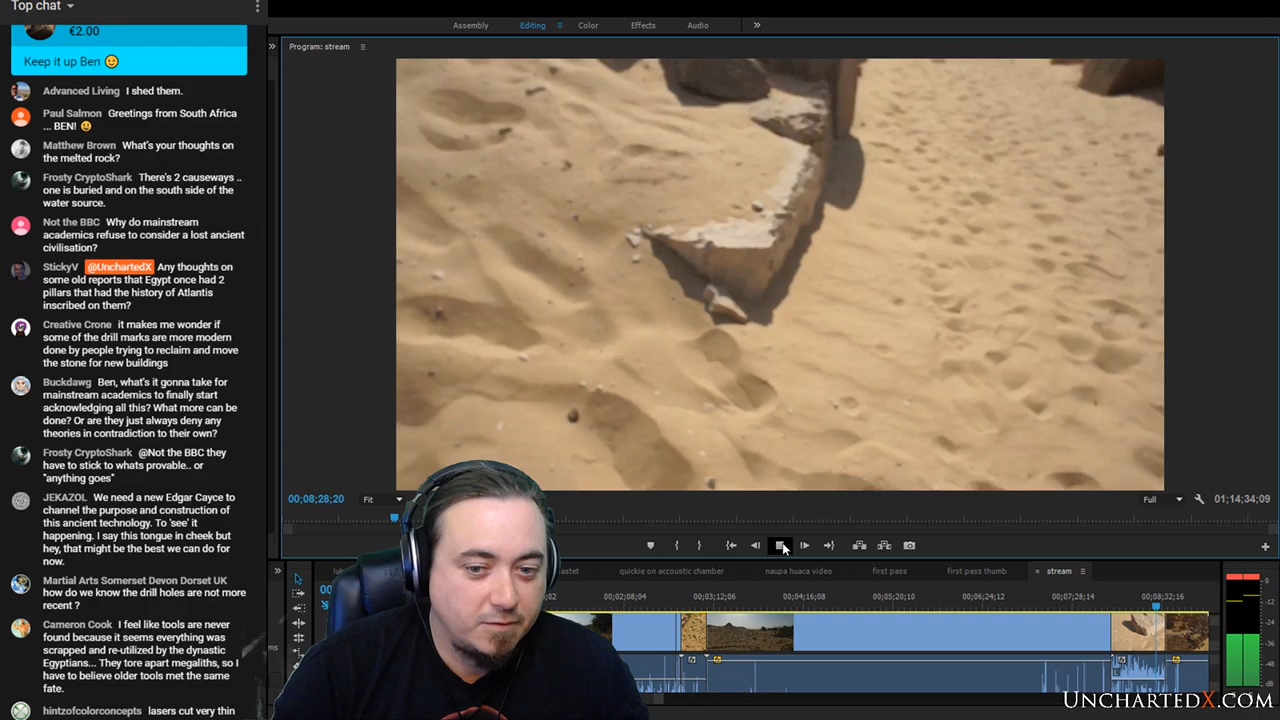 Top chat
€2.00
Keep it up Ben
Advanced Living I shed them.
Paul Salmon Greetings from South Africa
... BEN!
Matthew Brown What's your thoughts on
the melted rock?
Frosty CryptoShark There's 2 causeways ..
one is buried and on the south side of the
water source.
Not the BBC Why do mainstream
academics refuse to consider a lost ancient
civilisation?
StickyV @UnchartedX Any thoughts on
some old reports that Egypt once had 2
pillars that had the history of Atlantis
inscribed on them?
Creative Crone it makes me wonder if
some of the drill marks are more modern
done by people trying to reclaim and move
the stone for new buildings
Buckdawg Ben, what's it gonna take for
mainstream academics to finally start
acknowledging all this? What more can be
done? Or are they just always deny any
theories in contradiction to their own?
Frosty CryptoShark @Not the BBC they
have to stick to whats provable.. or
"anything goes"
JEKAZOL We need a new Edgar Cayce to
channel the purpose and construction of
this ancient technology. To 'see' it
happening. I say this tongue in cheek but
hey, that might be the best we can do for
now.
Martial Arts Somerset Devon Dorset UK
how do we know the drill holes are not more
recent ?
Cameron Cook I feel like tools are never
found because it seems everything was
scrapped and re-utilized by the dynastic
Egyptians... They tore apart megaliths, so I
have to believe older tools met the same
fate.
hintzofcolorconcepts lasers cut very thin
Assembly Editing Color Effects Audio
Program: stream
00;08;28;20 Fit Full 01;14;34;09
quickie on accoustic chamber naupa huaca video first pass first pass thumb stream
00;02;08;04 00;03;12;06 00;04;16;08 00;05;20;10 00;06;24;12 00;07;28;14 00;08;32;16
UnchartedX.com